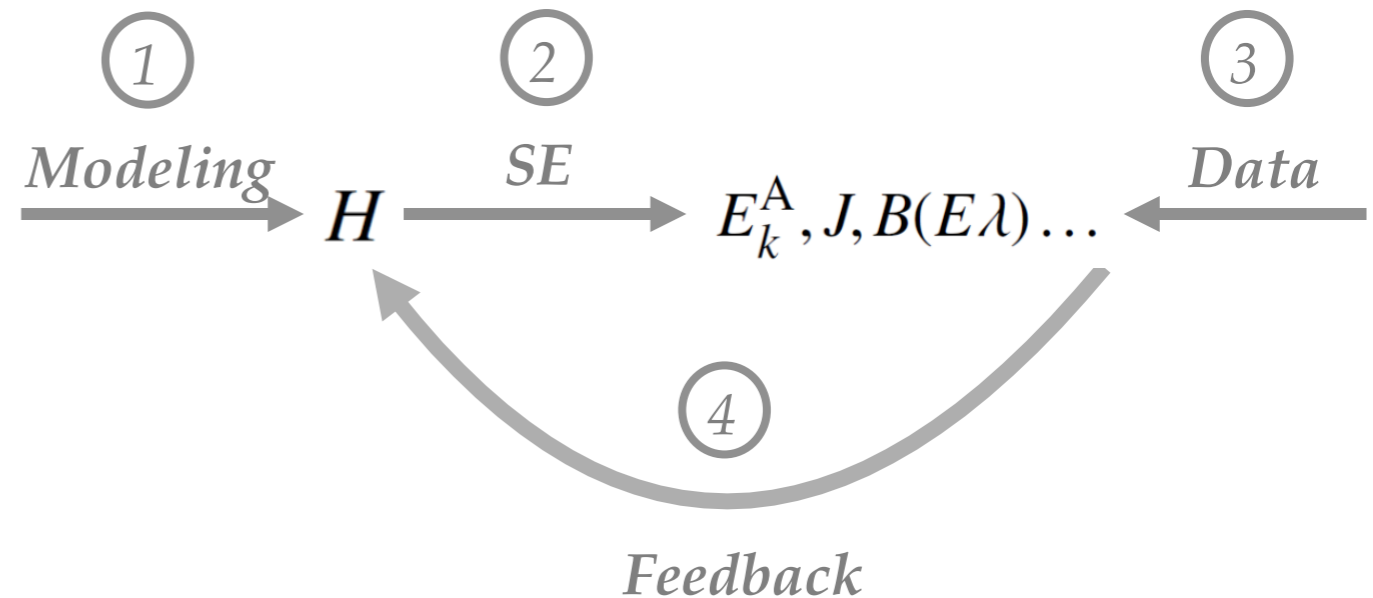 1 2 3
Modeling SE Data
H E_k^A, J, B(Eλ)...
4
Feedback